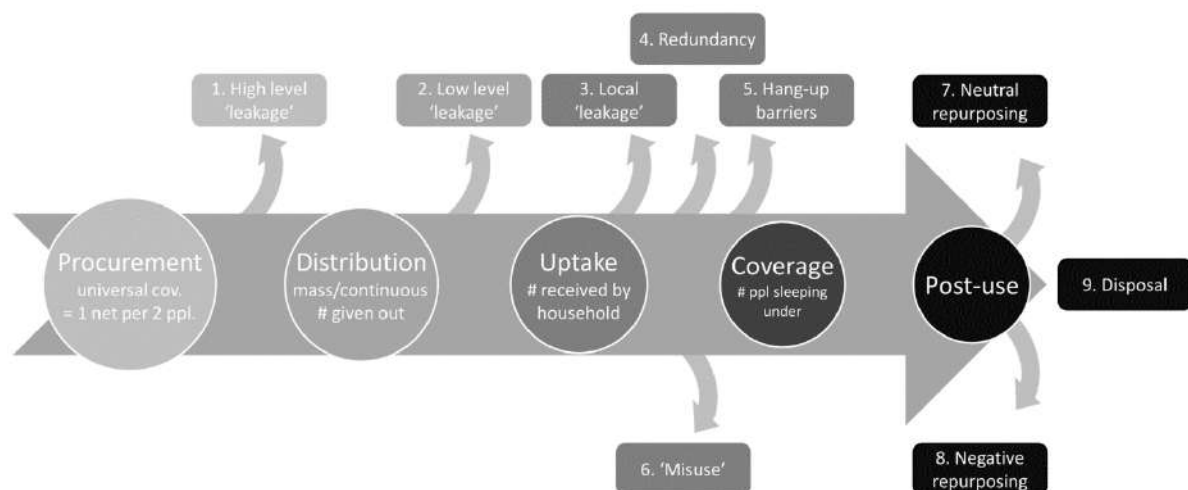 4. Redundancy
1. High level
'leakage'
2. Low level
'leakage'
3. Local
'leakage'
5. Hang-up
barriers
7. Neutral
repurposing
Procurement
universal cov.
= 1 net per 2 ppl.
Distribution
mass/continuous
# given out
Uptake
# received by
household
Coverage
# ppl sleeping
under
Post-use
9. Disposal
6. 'Misuse'
8. Negative
repurposing